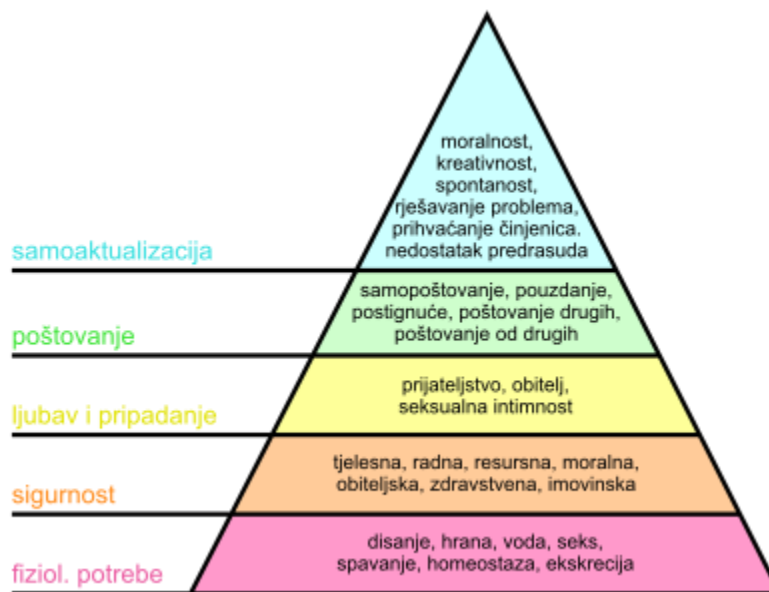 moralnost,
kreativnost,
spontanost,
rješavanje problema,
prihvaćanje činjenica.
nedostatak predrasuda
samoaktualizacija
samopoštovanje, pouzdanje,
postignuće, poštovanje drugih,
poštovanje od drugih
poštovanje
prijateljstvo, obitelj,
seksualna intimnost
ljubav i pripadanje
tjelesna, radna, resursna, moralna,
obiteljska, zdravstvena, imovinska
sigurnost
disanje, hrana, voda, seks,
spavanje, homeostaza, ekskrecija
fiziol. potrebe